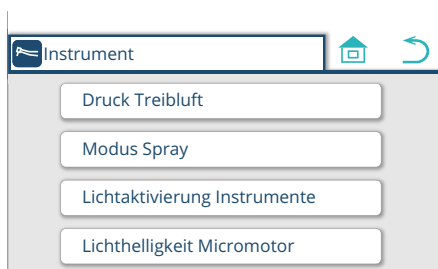 Instrument
Druck Treibluft
Modus Spray
Lichtaktivierung Instrumente
Lichthelligkeit Micromotor